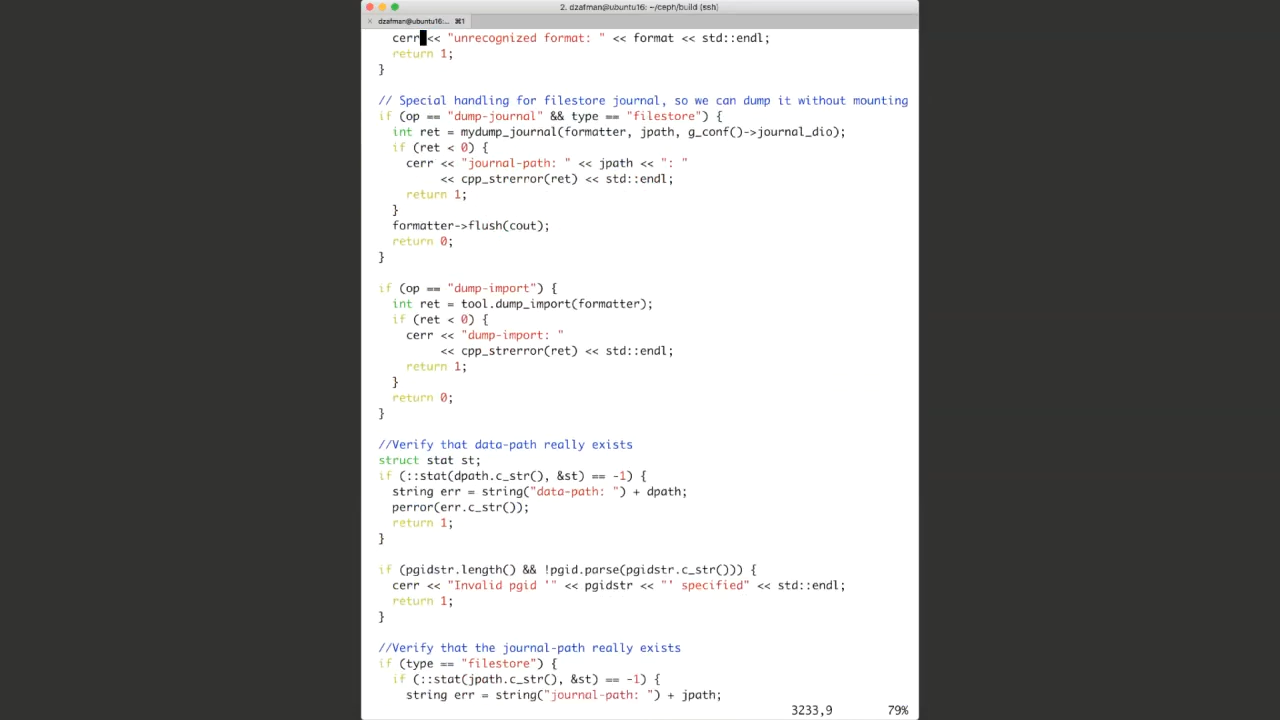 2. dzafman@ubuntu16: ~/ceph/build (ssh)
× dzafman@ubuntu16:... ⌘1
cerr << "unrecognized format: " << format << std::endl;
return 1;
}
// Special handling for filestore journal, so we can dump it without mounting
if (op == "dump-journal" && type == "filestore") {
int ret = mydump_journal(formatter, jpath, g_conf()->journal_dio);
if (ret < 0) {
cerr << "journal-path: " << jpath << ": "
<< cpp_strerror(ret) << std::endl;
return 1;
}
formatter->flush(cout);
return 0;
}
if (op == "dump-import") {
int ret = tool.dump_import(formatter);
if (ret < 0) {
cerr << "dump-import: "
<< cpp_strerror(ret) << std::endl;
return 1;
}
return 0;
}
//Verify that data-path really exists
struct stat st;
if (::stat(dpath.c_str(), &st) == -1) {
string err = string("data-path: ") + dpath;
perror(err.c_str());
return 1;
}
if (pgidstr.length() && !pgid.parse(pgidstr.c_str())) {
cerr << "Invalid pgid '" << pgidstr << "' specified" << std::endl;
return 1;
}
//Verify that the journal-path really exists
if (type == "filestore") {
if (::stat(jpath.c_str(), &st) == -1) {
string err = string("journal-path: ") + jpath;
3233,9 79%